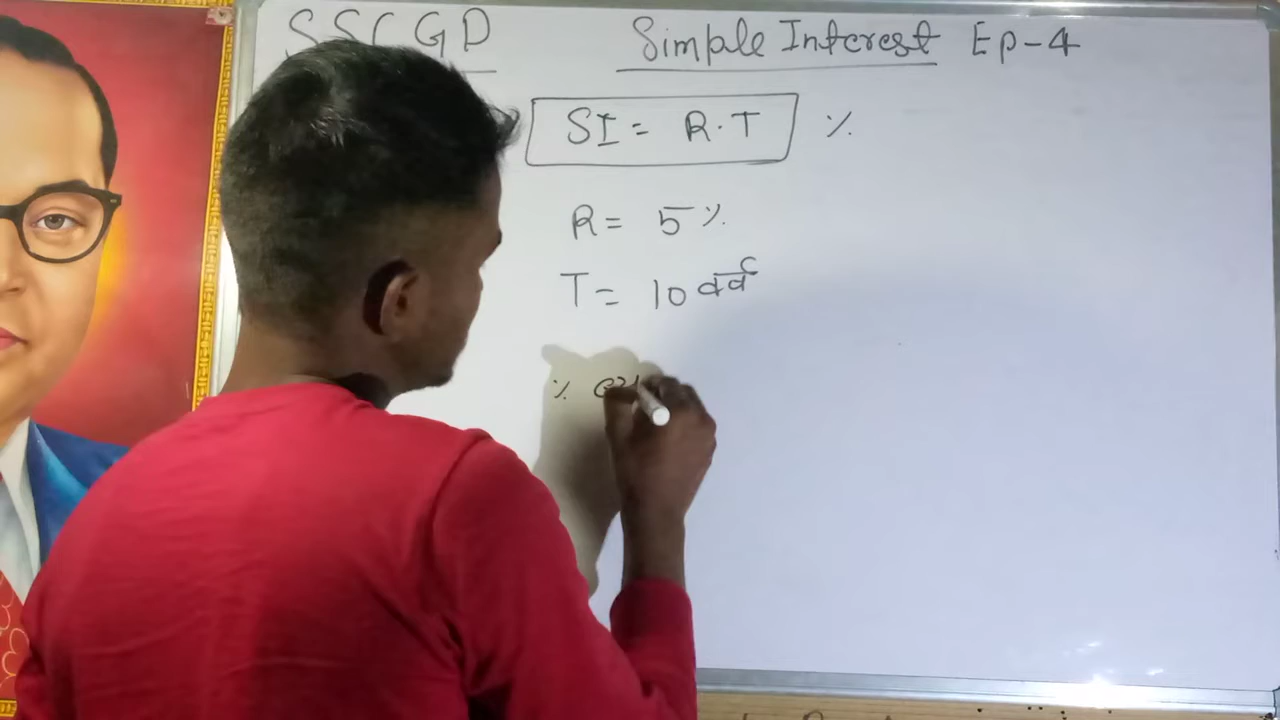 SSC GD Simple Interest Ep-4
SI = R.T %
R = 5%
T = 10 वर्ष
%